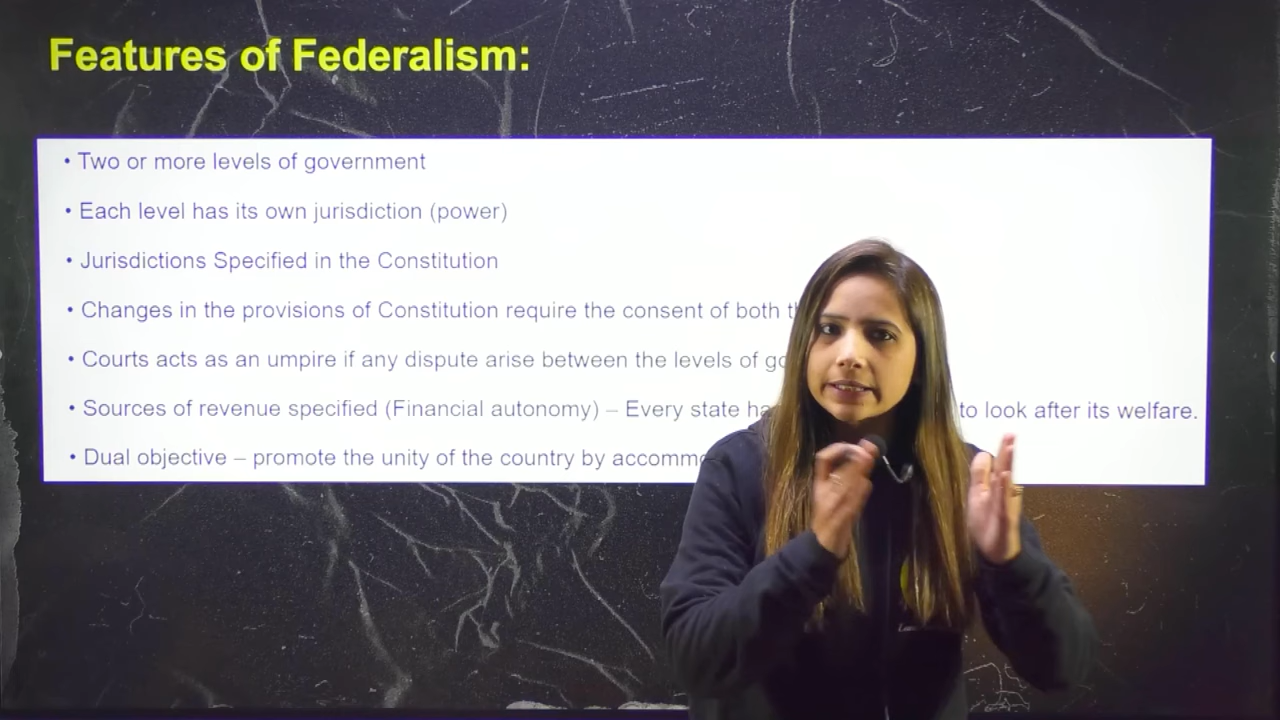 Features of Federalism:
• Two or more levels of government
• Each level has its own jurisdiction (power)
• Jurisdictions Specified in the Constitution
• Changes in the provisions of Constitution require the consent of both
• Courts acts as an umpire if any dispute arise between the levels of
• Sources of revenue specified (Financial autonomy) – Every state to look after its welfare.
• Dual objective – promote the unity of the country by